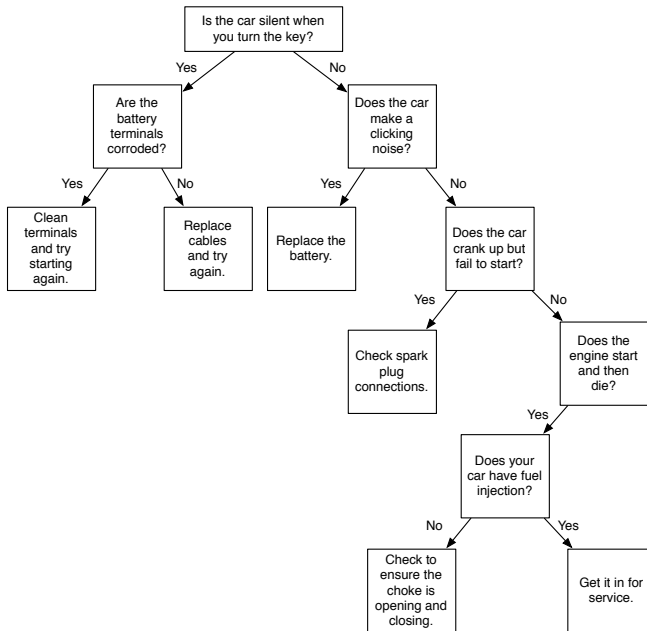 Is the car silent when
you turn the key?
Yes
No
Are the
battery
terminals
corroded?
Does the car
make a
clicking
noise?
Yes
No
Yes
No
Clean
terminals
and try
starting
again.
Replace
cables
and try
again.
Replace the
battery.
Does the car
crank up but
fail to start?
Yes
No
Check spark
plug
connections.
Does the
engine start
and then
die?
Yes
Does your
car have fuel
injection?
No
Yes
Check to
ensure the
choke is
opening and
closing.
Get it in for
service.